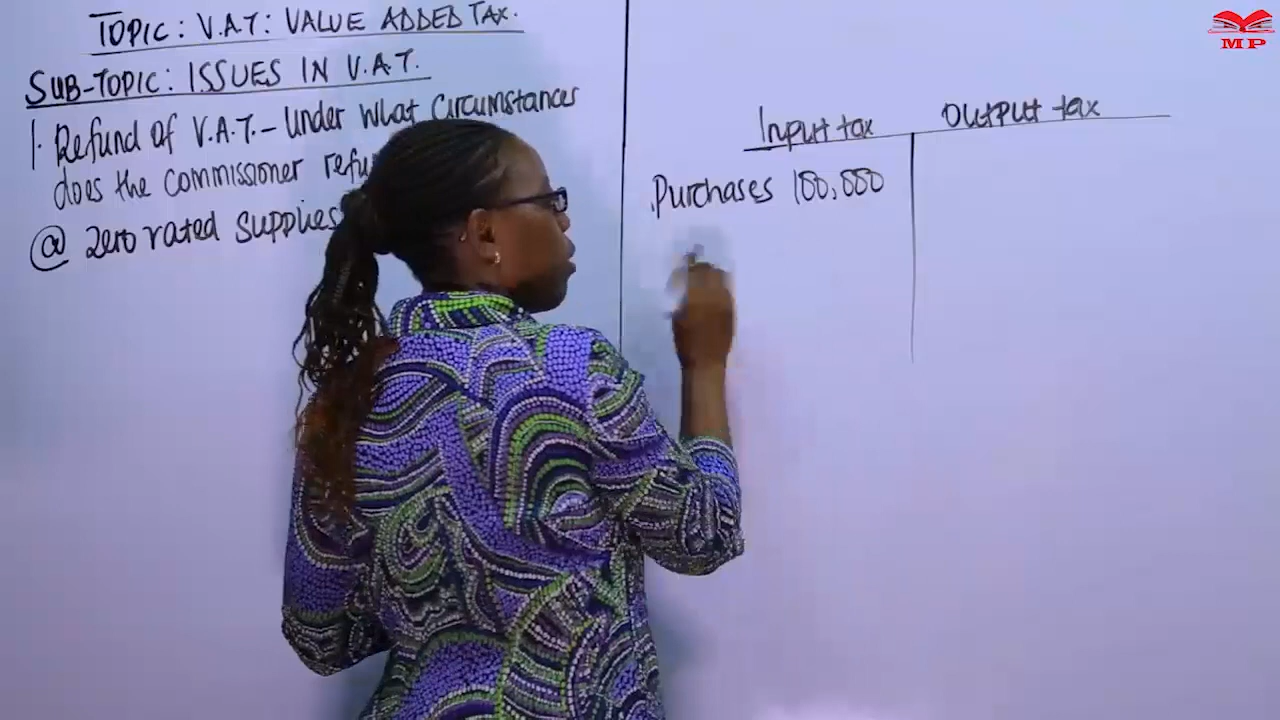 TOPIC: V.A.T: VALUE ADDED TAX.
SUB-TOPIC: ISSUES IN V.A.T.
1. Refund of V.A.T. - Under what circumstances
does the commissioner
@ Zero rated supplies
Input tax
Output tax
Purchases 100,000
MP